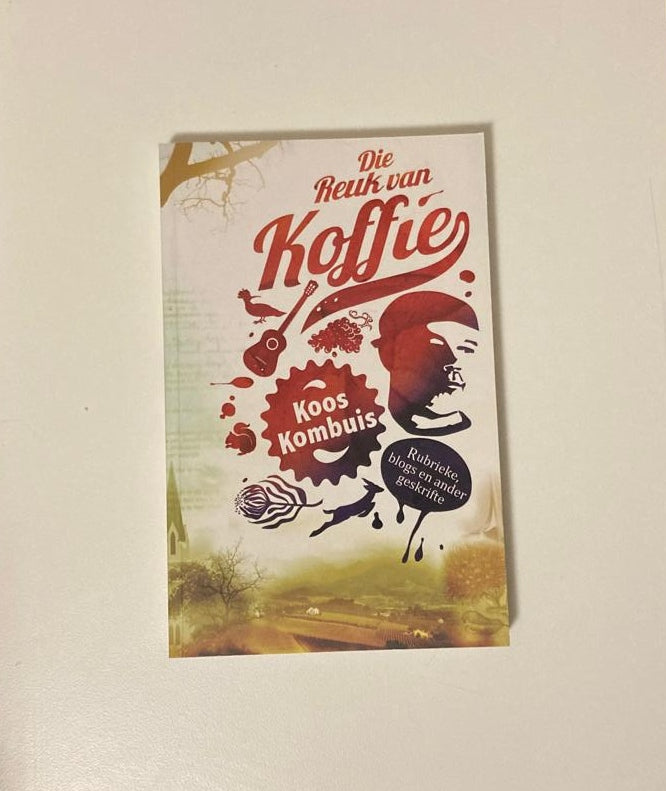 Die
Reuk van
Koffie
Koos
Kombuis
Rubrieke,
blogs en ander
geskrifte